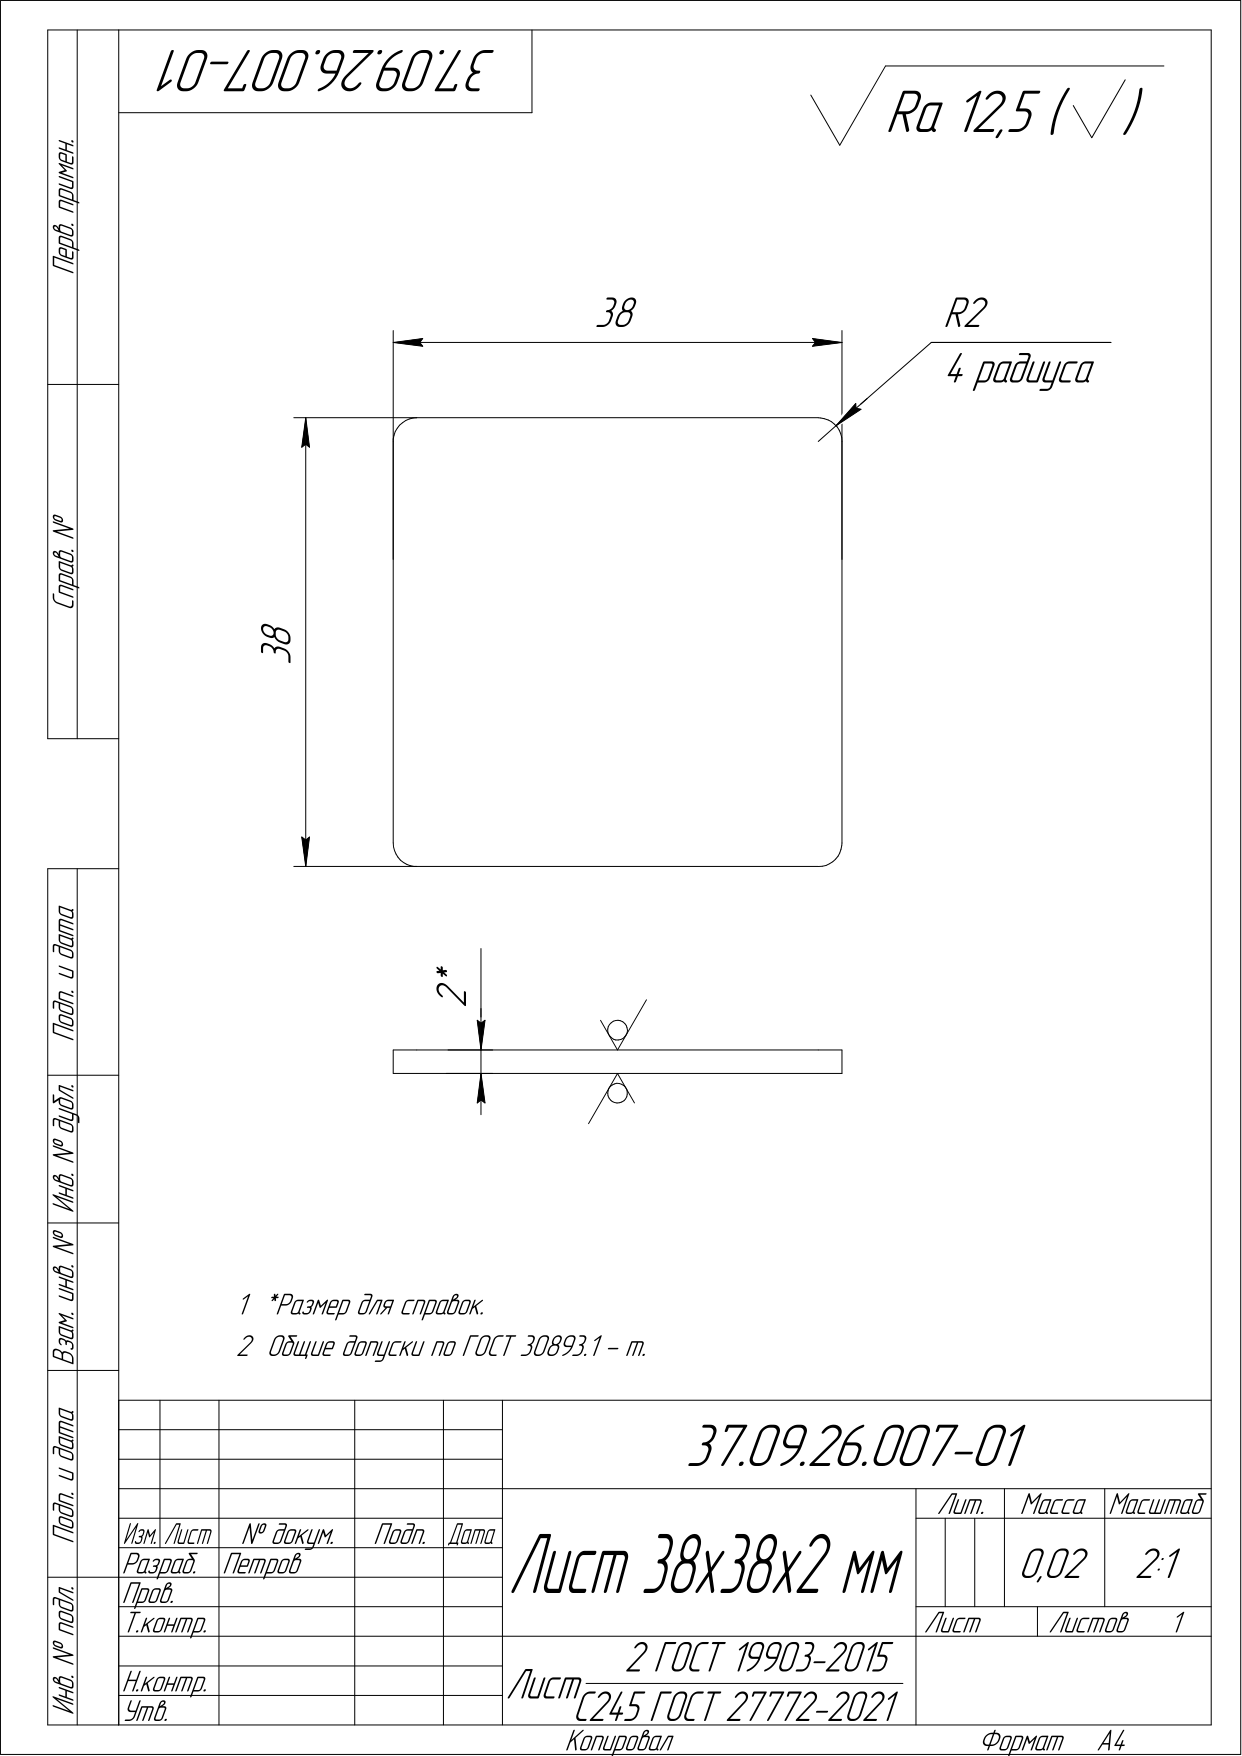 37.09.26.007-01
Ra 12,5 (√)
Перв. примен.
Справ. №
Подп. и дата
Инв. № дубл.
Взам. инв. №
Подп. и дата
Инв. № подл.
38
R2
4 радиуса
38
2*
1 *Размер для справок.
2 Общие допуски по ГОСТ 30893.1 – m.
37.09.26.007-01
Изм. Лист № докум. Подп. Дата
Разраб. Петров
Пров.
Т.контр.
Н.контр.
Утв.
Лист 38х38х2 мм
Лит. Масса Масштаб
0,02 2:1
Лист Листов 1
Лист 2 ГОСТ 19903-2015
С245 ГОСТ 27772-2021
Копировал Формат А4